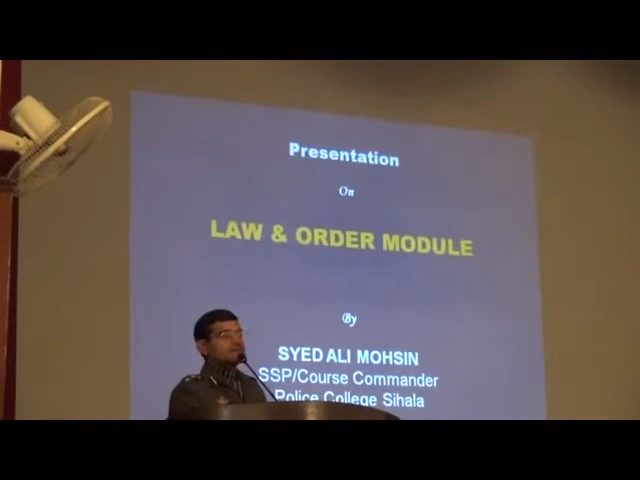 Presentation
On
LAW & ORDER MODULE
By
SYED ALI MOHSIN
SSP/Course Commander
Police College Sihala